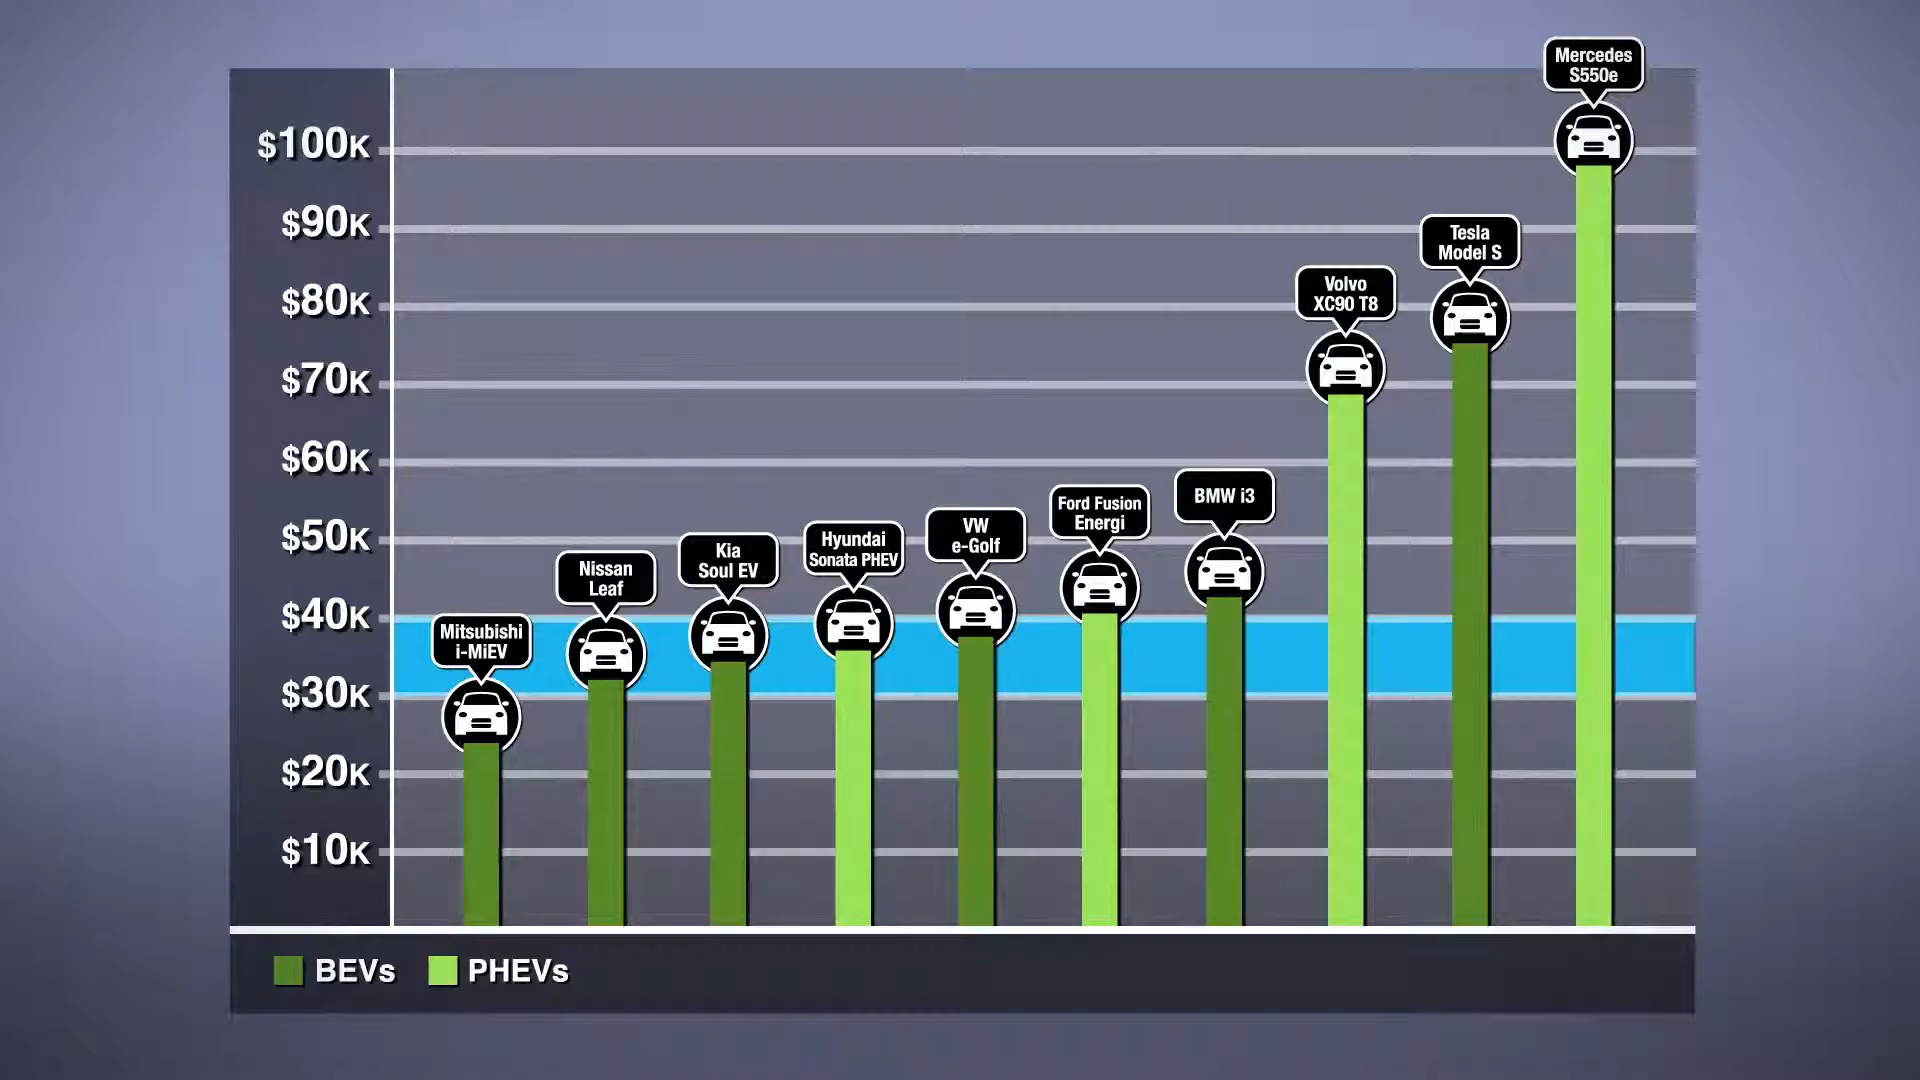 Mercedes
S550e
$100K
$90K
Tesla
Model S
Volvo
XC90 T8
$80K
$70K
$60K
BMW i3
Ford Fusion
Energi
$50K
VW
e-Golf
Hyundai
Sonata PHEV
Kia
Soul EV
Nissan
Leaf
$40K
Mitsubishi
i-MiEV
$30K
$20K
$10K
BEVs
PHEVs